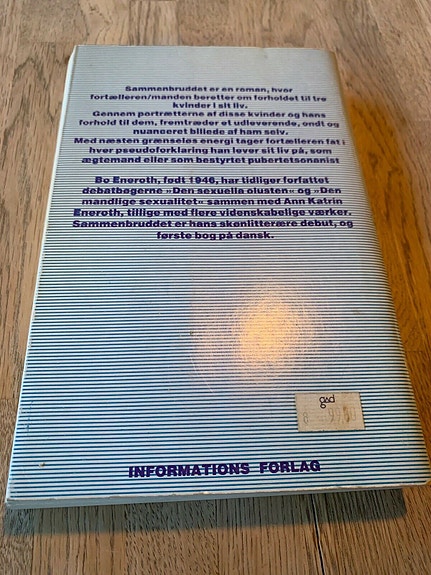 Sammenbruddet er en roman, hvor
fortælleren/manden beretter om forholdet til tre
kvinder i sit liv.
Gennem portrætterne af disse kvinder og hans
forhold til dem, fremtræder et udleverende, ondt og
nuanceret billede af ham selv.
Med næsten grænseløs energi tager fortælleren fat i
hver pseudoforklaring han lever sit liv på, som
ægtemand eller som bestyrtet pubertetsonanist
Bo Eneroth, født 1946, har tidliger forfattet
debatbøgerne »Den sexuella olusten« og »Den
mandlige sexualitet« sammen med Ann Katrin
Eneroth, tillige med flere videnskabelige værker.
Sammenbruddet er hans skønlitterære debut, og
første bog på dansk.
gad
INFORMATIONS FORLAG